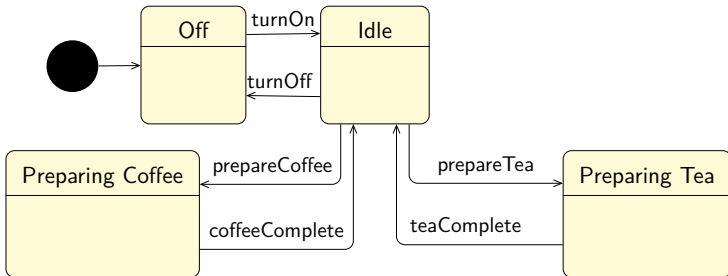 Off
turnOn
Idle
turnOff
Preparing Coffee
prepareCoffee
prepareTea
Preparing Tea
coffeeComplete
teaComplete